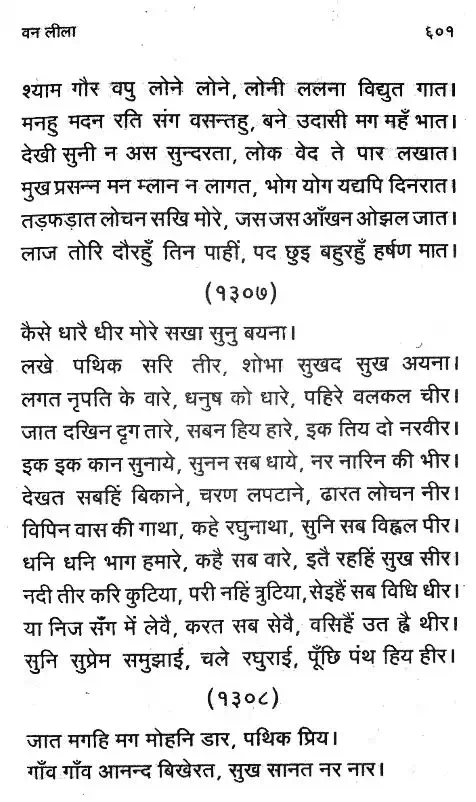 वन लीला ६०१
श्याम गौर वपु लोने लोने, लोनी ललना विद्युत गात।
मनहु मदन रति संग वसन्तहु, बने उदासी मग महँ भात।
देखी सुनी न अस सुन्दरता, लोक वेद ते पार लखात।
मुख प्रसन्न मन म्लान न लागत, भोग योग यद्यपि दिनरात।
तड़फड़ात लोचन सखि मोरे, जस जस आँखन ओझल जात।
लाज तोरि दौरहुँ तिन पाहीं, पद छुइ बहुरहुँ हर्षण मात।
(१३०७)
कैसे धारै धीर मोरे सखा सुनु बयना।
लखे पथिक सरि तीर, शोभा सुखद सुख अयना।
लगत नृपति के वारे, धनुष को धारे, पहिरे वलकल चीर।
जात दखिन दृग तारे, सबन हिय हारे, इक तिय दो नरवीर।
इक इक कान सुनाये, सुनन सब धाये, नर नारिन की भीर।
देखत सबहिं बिकाने, चरण लपटाने, ढारत लोचन नीर।
विपिन वास की गाथा, कहे रघुनाथा, सुनि सब विह्वल पीर।
धनि धनि भाग हमारे, कहै सब वारे, इतै रहहिं सुख सीर।
नदी तीर करि कुटिया, परी नहिं त्रुटिया, सेइहैं सब विधि धीर।
या निज सँग में लेवै, करत सब सेवै, वसिहैं उत ह्वै थीर।
सुनि सुप्रेम समुझाई, चले रघुराई, पूँछि पंथ हिय हीर।
(१३०८)
जात मगहि मग मोहनि डार, पथिक प्रिय।
गाँव गाँव आनन्द बिखेरत, सुख सानत नर नार।